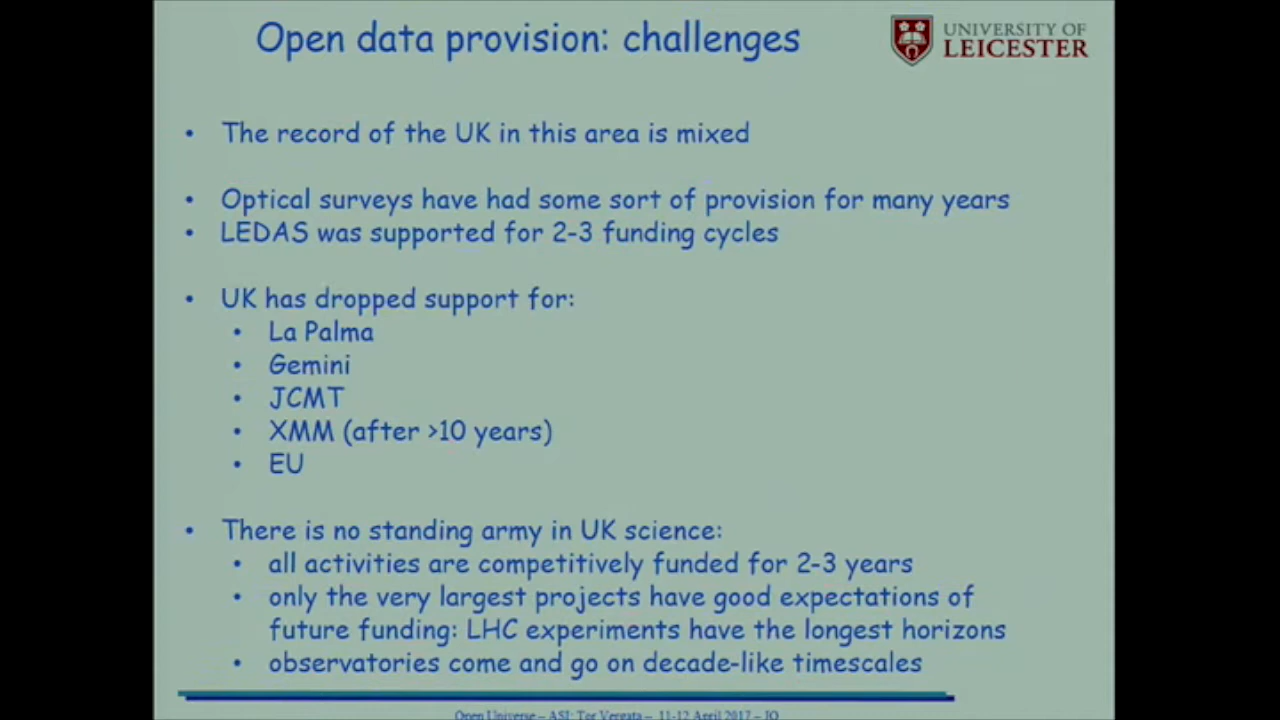 Open data provision: challenges
UNIVERSITY OF
LEICESTER
• The record of the UK in this area is mixed
• Optical surveys have had some sort of provision for many years
• LEDAS was supported for 2-3 funding cycles
• UK has dropped support for:
• La Palma
• Gemini
• JCMT
• XMM (after >10 years)
• EU
• There is no standing army in UK science:
• all activities are competitively funded for 2-3 years
• only the very largest projects have good expectations of
future funding: LHC experiments have the longest horizons
• observatories come and go on decade-like timescales
Open Universe – ASI: Tor Vergata – 11-12 April 2017 – JO